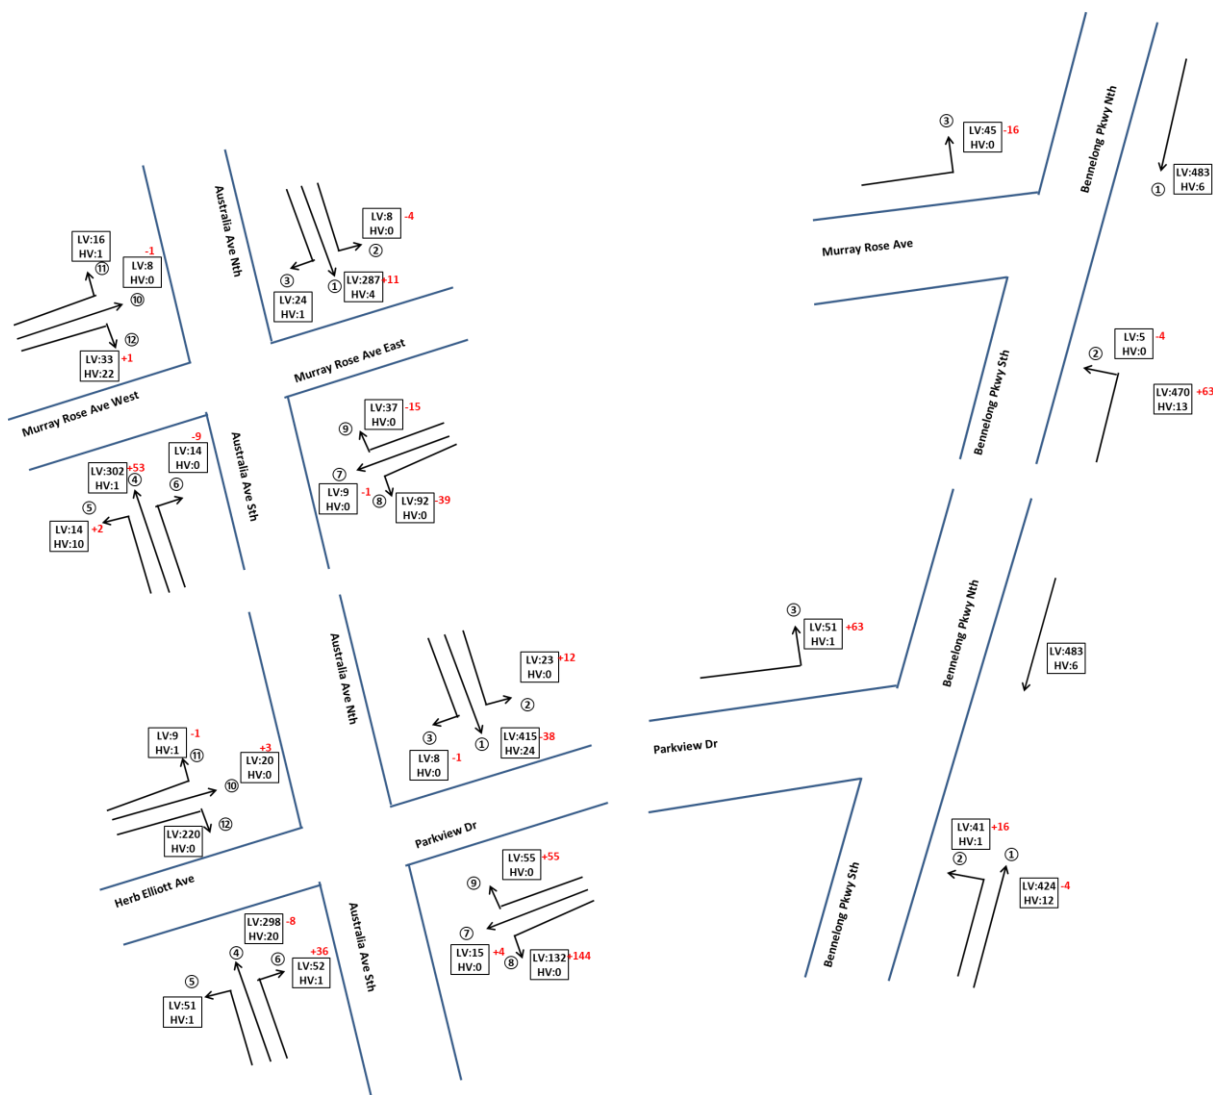 Australia Ave Nth
③
LV:24
HV:1
①
LV:287 +11
HV:4
②
LV:8 -4
HV:0
LV:16
HV:1
⑪
-1
LV:8
HV:0
⑩
⑫
LV:33 +1
HV:22
Murray Rose Ave West
Murray Rose Ave East
LV:37 -15
HV:0
⑨
⑦
LV:9 -1
HV:0
⑧
LV:92 -39
HV:0
Australia Ave Sth
-9
LV:14
HV:0
⑥
LV:302 +53
HV:1
④
⑤
LV:14 +2
HV:10
Australia Ave Nth
LV:23 +12
HV:0
②
③
LV:8 -1
HV:0
①
LV:415 -38
HV:24
LV:9 -1
HV:1
⑪
+3
LV:20
HV:0
⑩
⑫
LV:220
HV:0
Herb Elliott Ave
Parkview Dr
LV:55 +55
HV:0
⑨
⑦
LV:15 +4
HV:0
⑧
LV:132 +144
HV:0
Australia Ave Sth
LV:298 -8
HV:20
④
+36
LV:52
HV:1
⑥
⑤
LV:51
HV:1
Bennelong Pkwy Nth
③
LV:45 -16
HV:0
LV:483
HV:6
①
Murray Rose Ave
LV:5 -4
HV:0
②
LV:470 +63
HV:13
Bennelong Pkwy Sth
Bennelong Pkwy Nth
③
LV:51 +63
HV:1
LV:483
HV:6
Parkview Dr
LV:41 +16
HV:1
②
①
LV:424 -4
HV:12
Bennelong Pkwy Sth